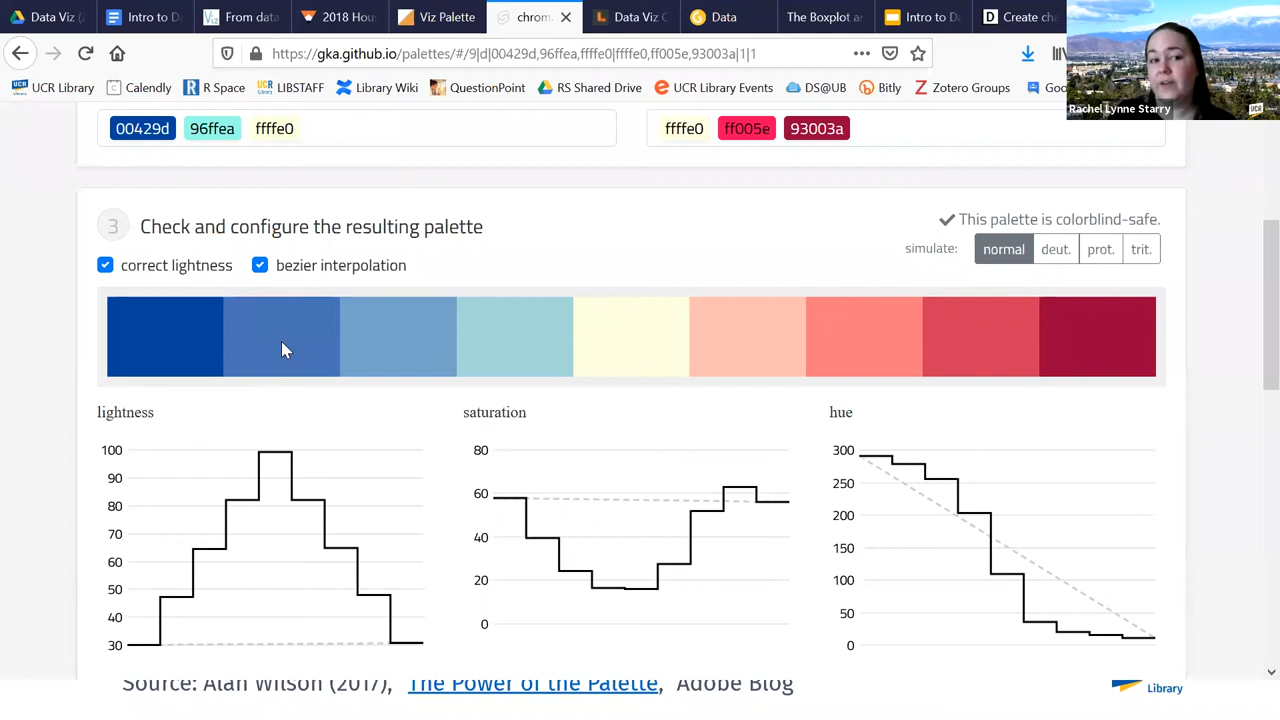 Data Viz (
Intro to D
From data
2018 Hou
Viz Palette
chrom
Data Viz C
Data
The Boxplot a
Intro to D
Create cha
https://gka.github.io/palettes/#/9|d|00429d,96ffea,ffffe0|ffffe0,ff005e,93003a|1|1
UCR Library
Calendly
R Space
LIBSTAFF
Library Wiki
QuestionPoint
RS Shared Drive
UCR Library Events
DS@UB
Bitly
Zotero Groups
Goo
Rachel Lynne Starry
UCR
00429d 96ffea ffffe0
ffffe0 ff005e 93003a
3 Check and configure the resulting palette
This palette is colorblind-safe.
simulate: normal deut. prot. trit.
correct lightness
bezier interpolation
lightness
100
90
80
70
60
50
40
30
saturation
80
60
40
20
0
hue
300
250
200
150
100
50
0
Source: Alan Wilson (2017), The Power of the Palette, Adobe Blog
Library